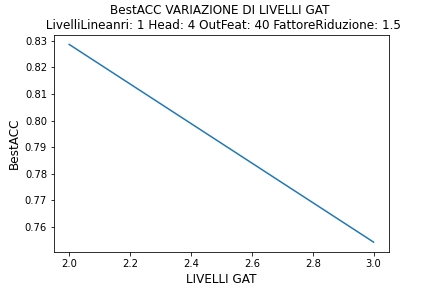 BestACC VARIAZIONE DI LIVELLI GAT
LivelliLineanri: 1 Head: 4 OutFeat: 40 FattoreRiduzione: 1.5
0.83
0.82
0.81
0.80
0.79
0.78
0.77
0.76
BestACC
2.0 2.2 2.4 2.6 2.8 3.0
LIVELLI GAT